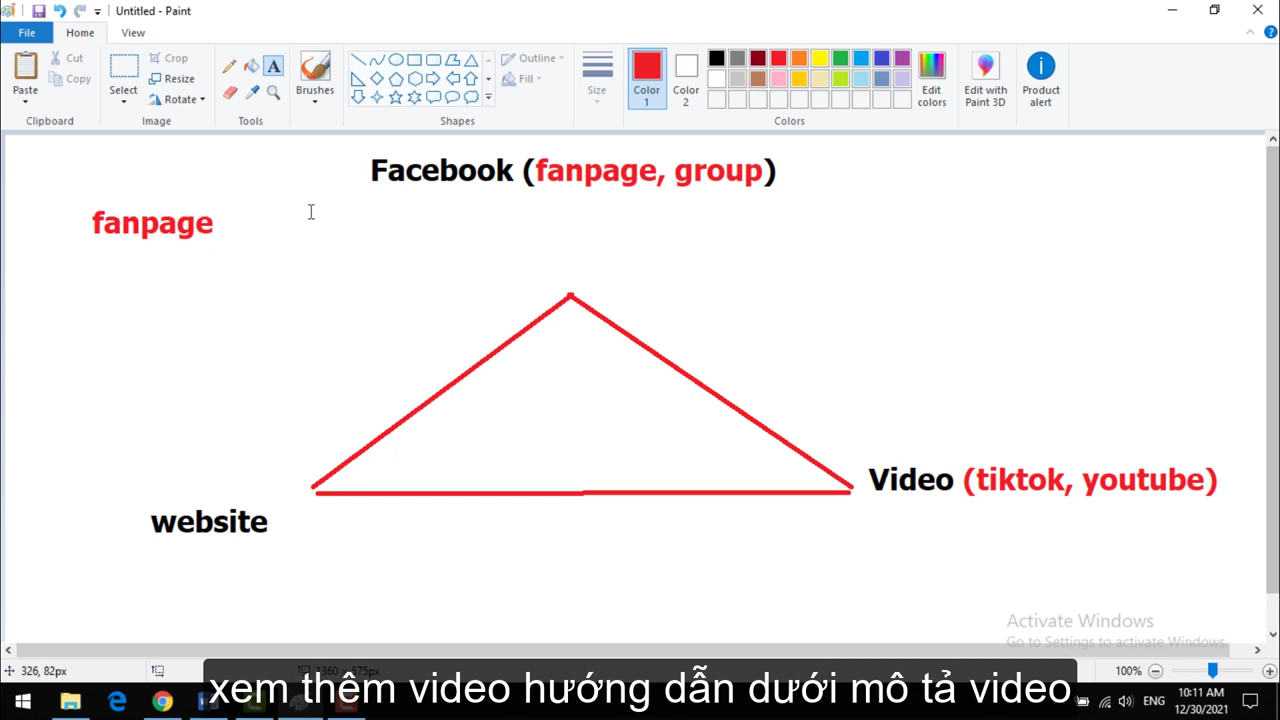 Untitled - Paint
File Home View
Paste
Cut
Copy
Clipboard
Select
Crop
Resize
Rotate
Image
A
Tools
Brushes
Outline
Fill
Shapes
Size
Color 1
Color 2
Edit colors
Colors
Edit with Paint 3D
Product alert
Facebook (fanpage, group)
fanpage
Video (tiktok, youtube)
website
Activate Windows
Go to Settings to activate Windows.
326, 82px
1360 × 575px
100%
xem thêm video hướng dẫn dưới mô tả video
ENG
10:11 AM
12/30/2021